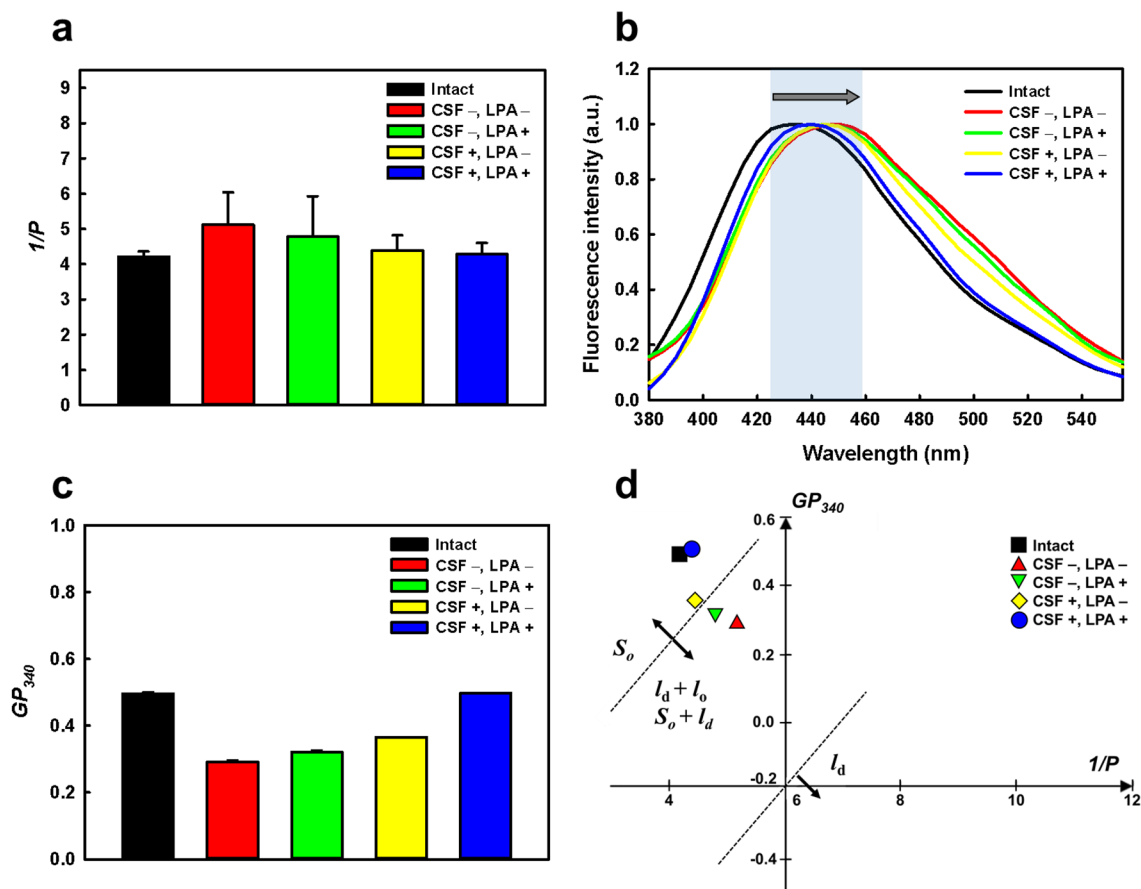 a
9
8
7
6
5
4
3
2
1
0
1/P
Intact
CSF –, LPA –
CSF –, LPA +
CSF +, LPA –
CSF +, LPA +
b
1.2
1.0
0.8
0.6
0.4
0.2
0.0
Fluorescence intensity (a.u.)
Intact
CSF –, LPA –
CSF –, LPA +
CSF +, LPA –
CSF +, LPA +
380 400 420 440 460 480 500 520 540
Wavelength (nm)
c
1.0
0.8
0.6
0.4
0.2
0.0
GP340
Intact
CSF –, LPA –
CSF –, LPA +
CSF +, LPA –
CSF +, LPA +
d
GP340
0.6
0.4
0.2
0.0
-0.2
-0.4
Intact
CSF –, LPA –
CSF –, LPA +
CSF +, LPA –
CSF +, LPA +
So
ld + lo
So + ld
ld
1/P
4 6 8 10 12